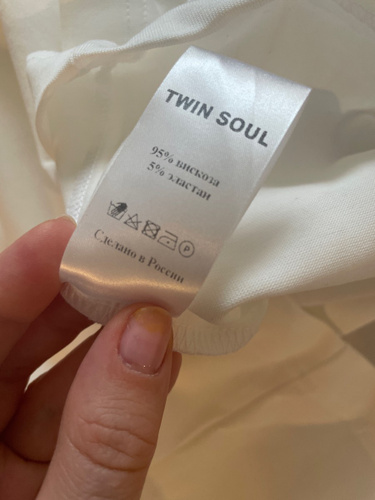 TWIN SOUL
95% вискоза
5% эластан
P
Сделано в России